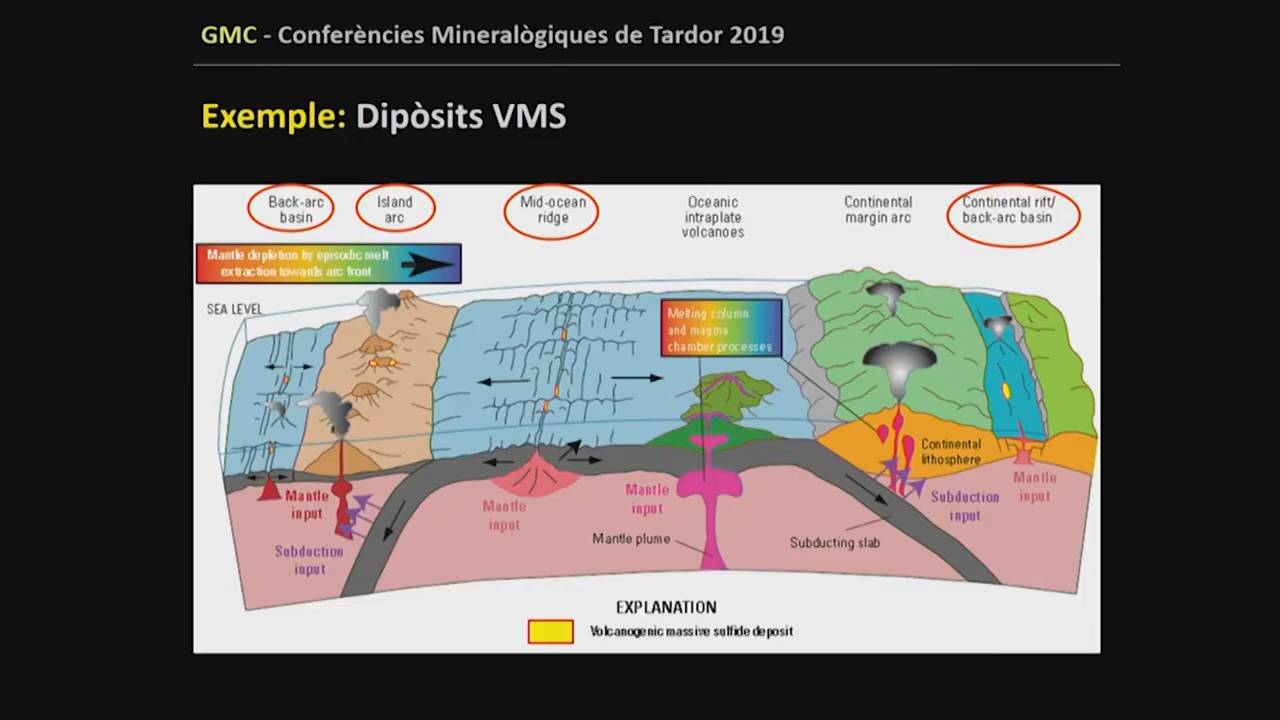 GMC - Conferències Mineralògiques de Tardor 2019
Exemple: Dipòsits VMS
Back-arc
basin
Island
arc
Mid-ocean
ridge
Oceanic
intraplate
volcanoes
Continental
margin arc
Continental rift/
back-arc basin
Mantle depletion by episodic melt
extraction towards arc front
SEA LEVEL
Melting column
and magma
chamber processes
Continental
lithosphere
Mantle
input
Subduction
input
Mantle
input
Mantle
input
Mantle plume
Subducting slab
Subduction
input
Mantle
input
EXPLANATION
Volcanogenic massive sulfide deposit